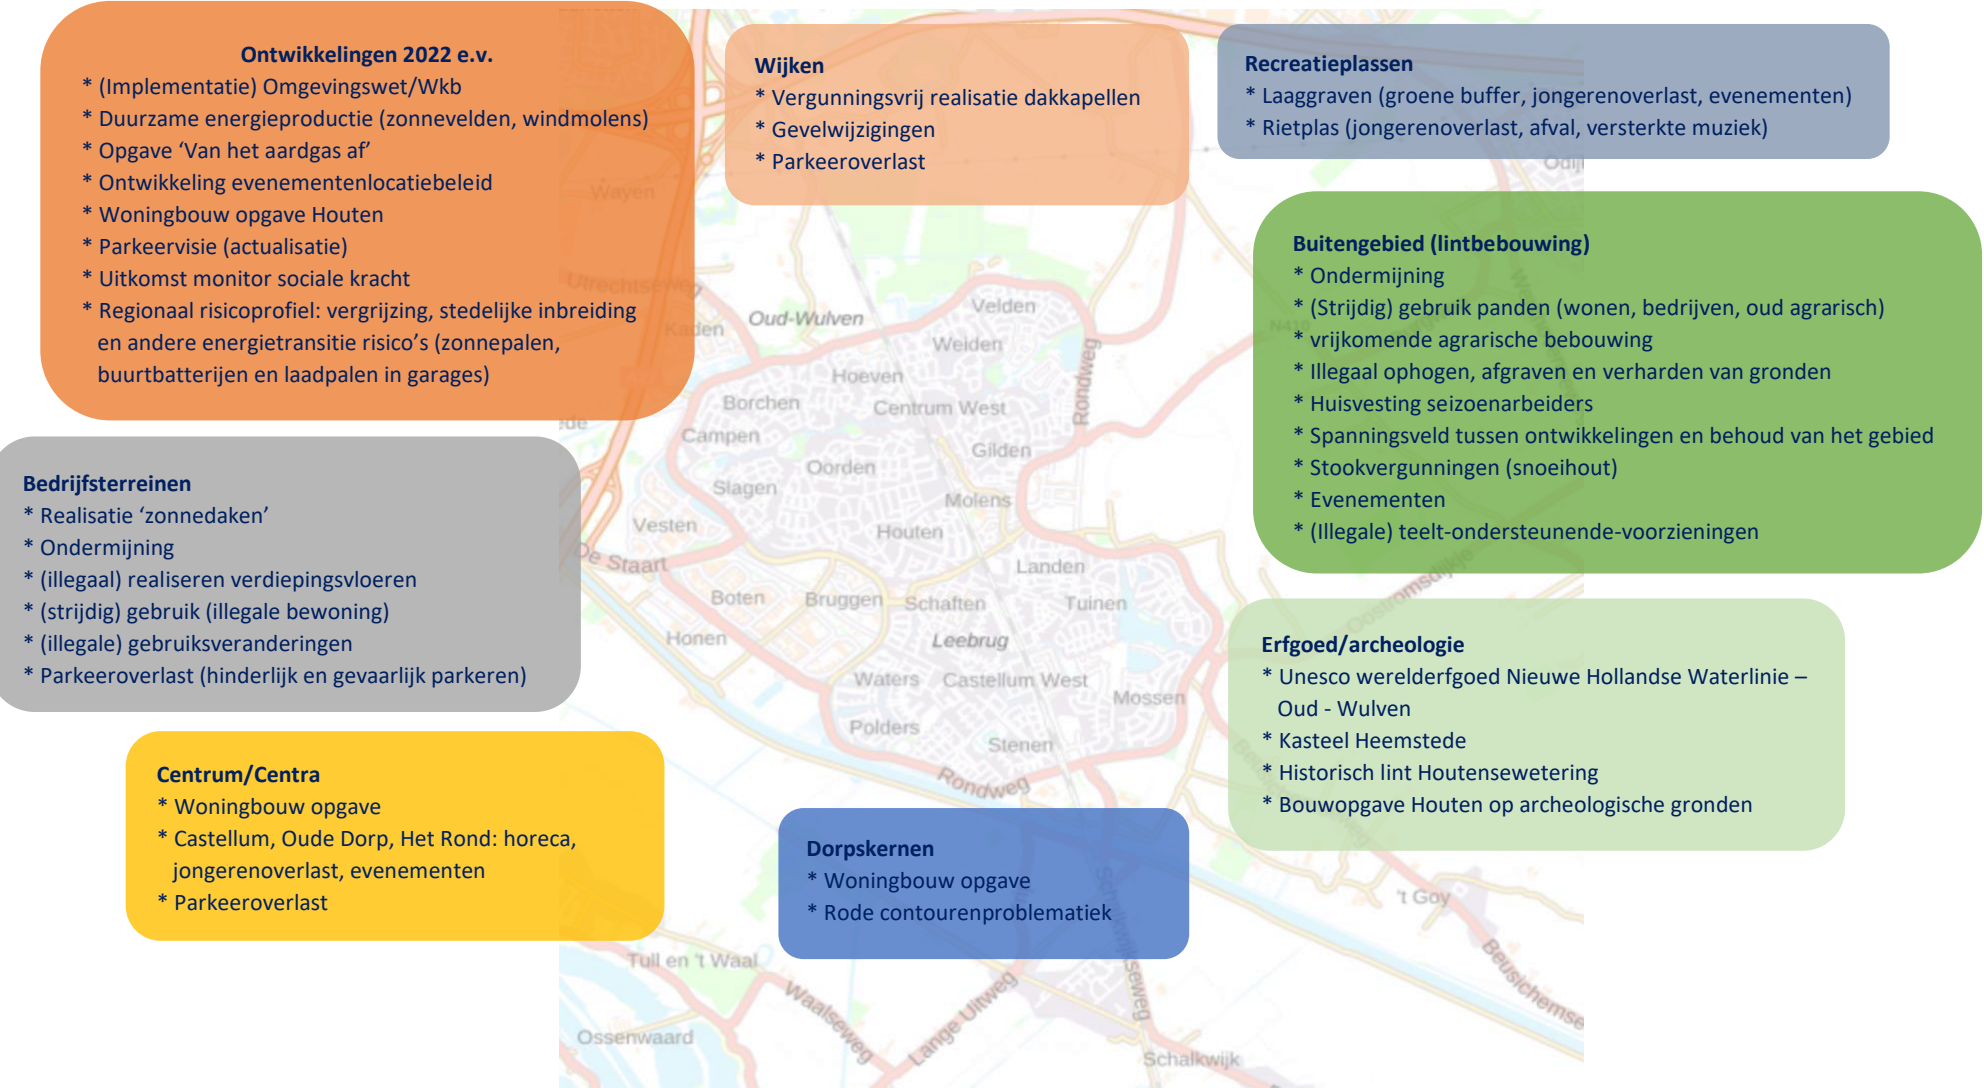 Ontwikkelingen 2022 e.v.
* (Implementatie) Omgevingswet/Wkb
* Duurzame energieproductie (zonnevelden, windmolens)
* Opgave ‘Van het aardgas af’
* Ontwikkeling evenementenlocatiebeleid
* Woningbouw opgave Houten
* Parkeervisie (actualisatie)
* Uitkomst monitor sociale kracht
* Regionaal risicoprofiel: vergrijzing, stedelijke inbreiding
en andere energietransitie risico’s (zonnepalen,
buurtbatterijen en laadpalen in garages)
Wijken
* Vergunningsvrij realisatie dakkapellen
* Gevelwijzigingen
* Parkeeroverlast
Recreatieplassen
* Laaggraven (groene buffer, jongerenoverlast, evenementen)
* Rietplas (jongerenoverlast, afval, versterkte muziek)
Buitengebied (lintbebouwing)
* Ondermijning
* (Strijdig) gebruik panden (wonen, bedrijven, oud agrarisch)
* vrijkomende agrarische bebouwing
* Illegaal ophogen, afgraven en verharden van gronden
* Huisvesting seizoenarbeiders
* Spanningsveld tussen ontwikkelingen en behoud van het gebied
* Stookvergunningen (snoeihout)
* Evenementen
* (Illegale) teelt-ondersteunende-voorzieningen
Bedrijfsterreinen
* Realisatie ‘zonnedaken’
* Ondermijning
* (illegaal) realiseren verdiepingsvloeren
* (strijdig) gebruik (illegale bewoning)
* (illegale) gebruiksveranderingen
* Parkeeroverlast (hinderlijk en gevaarlijk parkeren)
Erfgoed/archeologie
* Unesco werelderfgoed Nieuwe Hollandse Waterlinie –
Oud - Wulven
* Kasteel Heemstede
* Historisch lint Houtensewetering
* Bouwopgave Houten op archeologische gronden
Centrum/Centra
* Woningbouw opgave
* Castellum, Oude Dorp, Het Rond: horeca,
jongerenoverlast, evenementen
* Parkeeroverlast
Dorpskernen
* Woningbouw opgave
* Rode contourenproblematiek
Wayen
Utrechtseweg
Kaden
Oud-Wulven
Velden
Weiden
Rondweg
N410
Hoeven
Borchen
Centrum West
Campen
Gilden
Oorden
Slagen
Molens
Vesten
Houten
De Staart
Landen
Boten
Bruggen
Schaften
Tuinen
Honen
Leebrug
Waters
Castellum West
Mossen
Polders
Stenen
Rondweg
Oostromsdijkje
't Goy
Tull en 't Waal
Waalseweg
Lange Uitweg
Schalkwijkseweg
Beusichemse
Ossenwaard
Schalkwijk